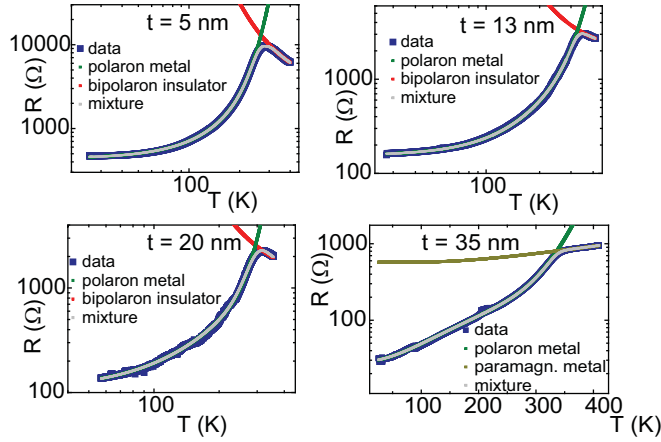 t = 5 nm
10000
1000
R (Ω)
data
polaron metal
bipolaron insulator
mixture
100
T (K)
t = 13 nm
1000
100
R (Ω)
data
polaron metal
bipolaron insulator
mixture
100
T (K)
t = 20 nm
1000
100
R (Ω)
data
polaron metal
bipolaron insulator
mixture
100
T (K)
t = 35 nm
1000
100
R (Ω)
data
polaron metal
paramagn. metal
mixture
100 200 300 400
T (K)